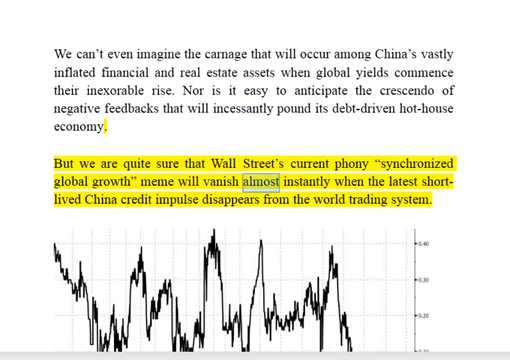 We can’t even imagine the carnage that will occur among China’s vastly
inflated financial and real estate assets when global yields commence
their inexorable rise. Nor is it easy to anticipate the crescendo of
negative feedbacks that will incessantly pound its debt-driven hot-house
economy.
But we are quite sure that Wall Street’s current phony “synchronized
global growth” meme will vanish almost instantly when the latest short-
lived China credit impulse disappears from the world trading system.
0.40
0.30
0.20